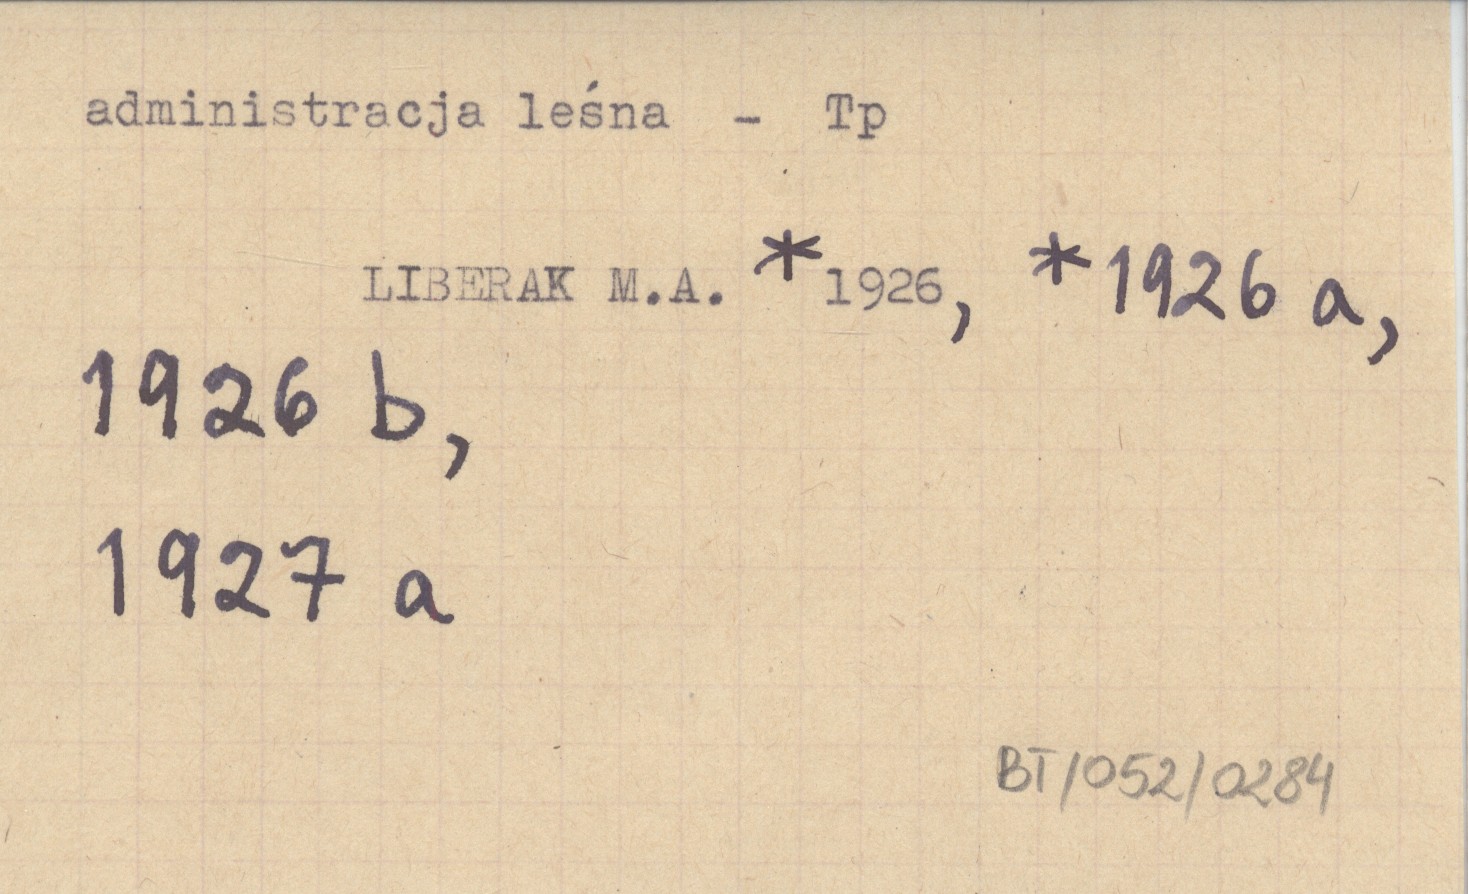 administracja leśna - Tp
LIBERAK M.A. *1926, *1926 a,
1926 b,
1927 a
BT/052/0284